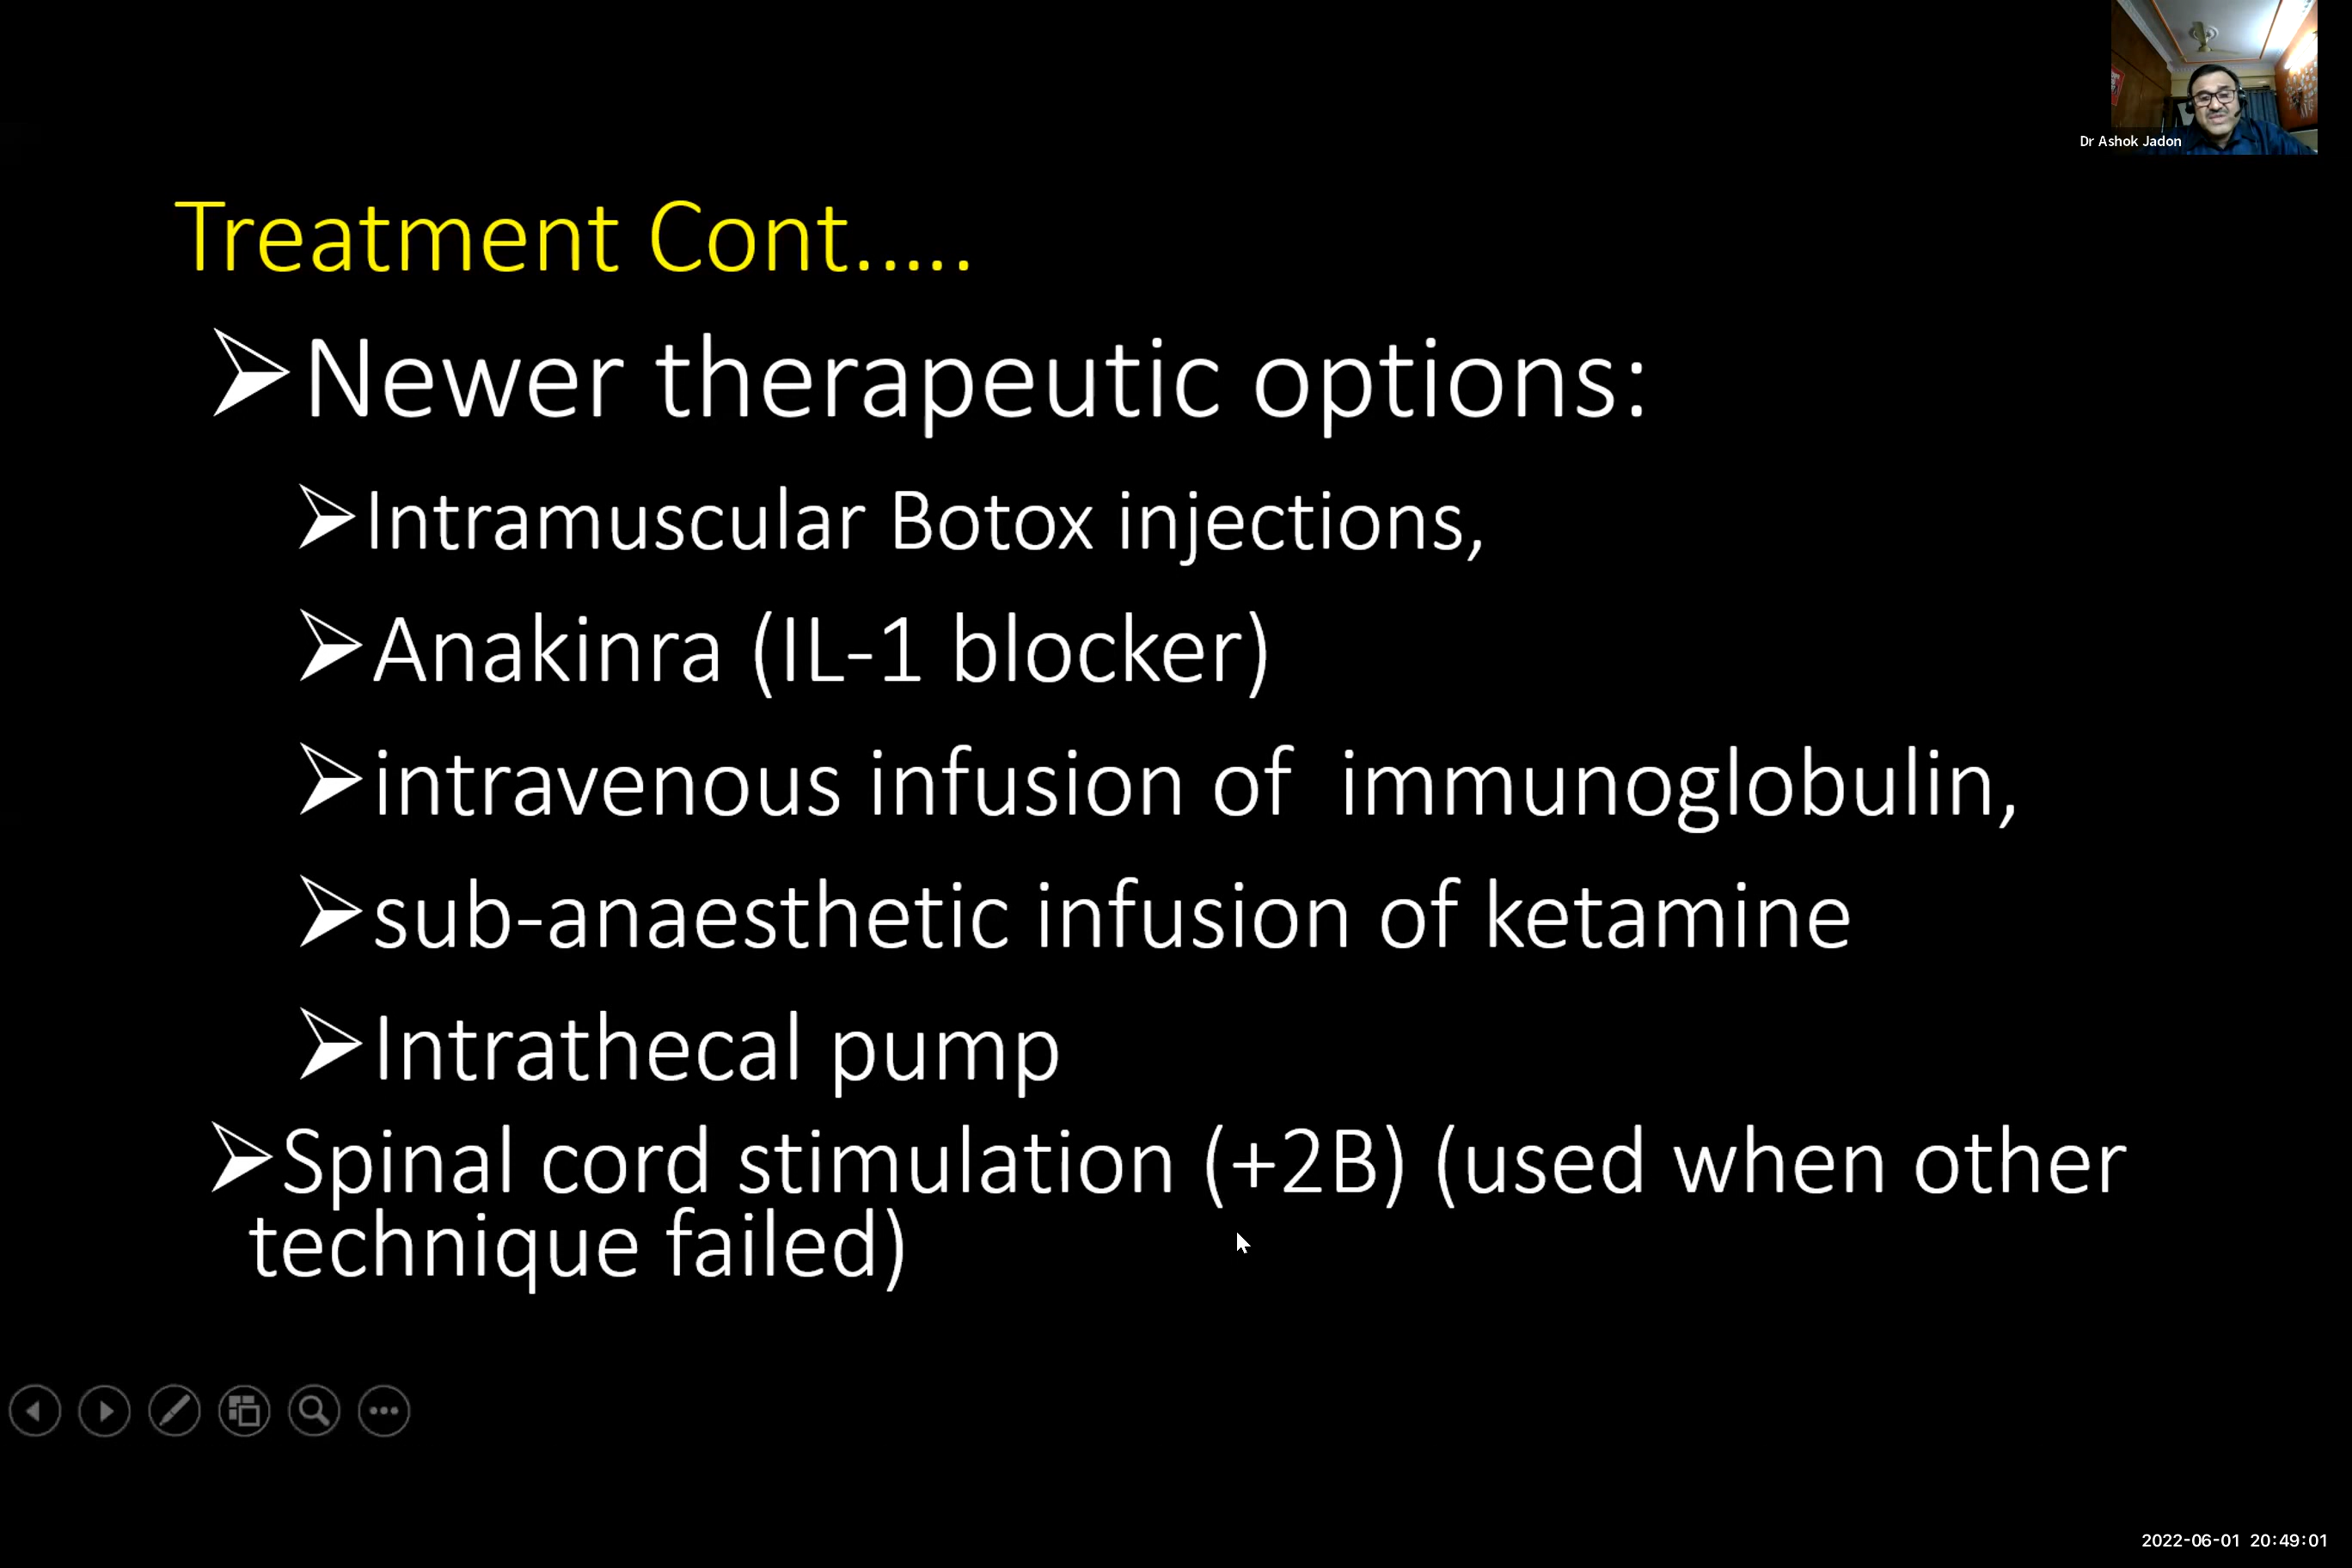 Dr Ashok Jadon
Treatment Cont.....
Newer therapeutic options:
Intramuscular Botox injections,
Anakinra (IL-1 blocker)
intravenous infusion of immunoglobulin,
sub-anaesthetic infusion of ketamine
Intrathecal pump
Spinal cord stimulation (+2B) (used when other
technique failed)
2022-06-01 20:49:01